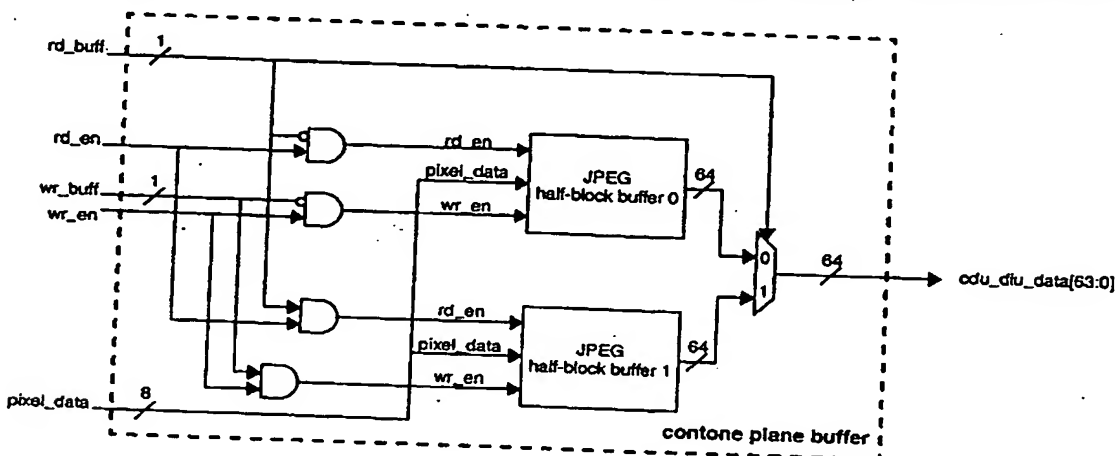 rd_buff
1
rd_en
wr_buff
1
wr_en
rd_en
pixel_data
wr_en
JPEG
half-block buffer 0
64
0
1
64
cdu_diu_data[63:0]
rd_en
pixel_data
wr_en
JPEG
half-block buffer 1
64
pixel_data
8
contone plane buffer